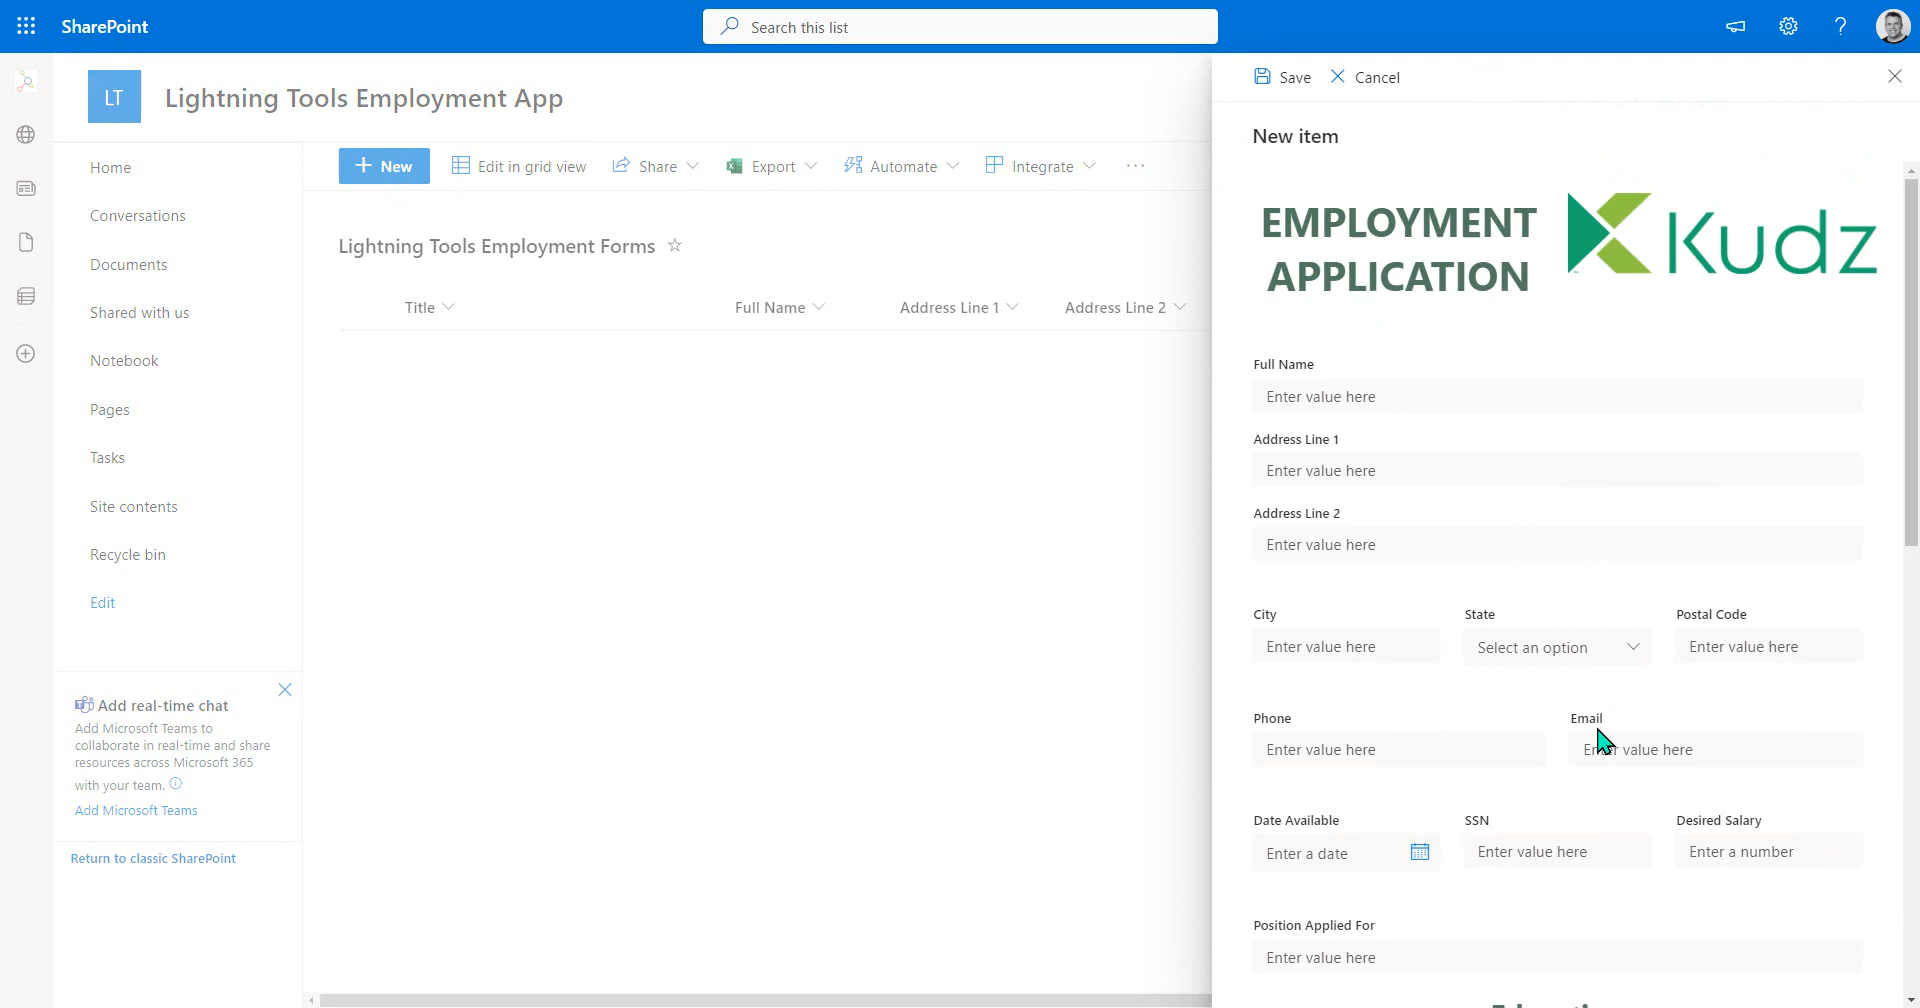 SharePoint
Search this list
LT
Lightning Tools Employment App
Home
Conversations
Documents
Shared with us
Notebook
Pages
Tasks
Site contents
Recycle bin
Edit
Add real-time chat
Add Microsoft Teams to
collaborate in real-time and share
resources across Microsoft 365
with your team.
Add Microsoft Teams
Return to classic SharePoint
New
Edit in grid view
Share
Export
Automate
Integrate
Lightning Tools Employment Forms
Title
Full Name
Address Line 1
Address Line 2
Save
Cancel
New item
EMPLOYMENT
APPLICATION
Kudz
Full Name
Enter value here
Address Line 1
Enter value here
Address Line 2
Enter value here
City
State
Postal Code
Enter value here
Select an option
Enter value here
Phone
Email
Enter value here
Enter value here
Date Available
SSN
Desired Salary
Enter a date
Enter value here
Enter a number
Position Applied For
Enter value here